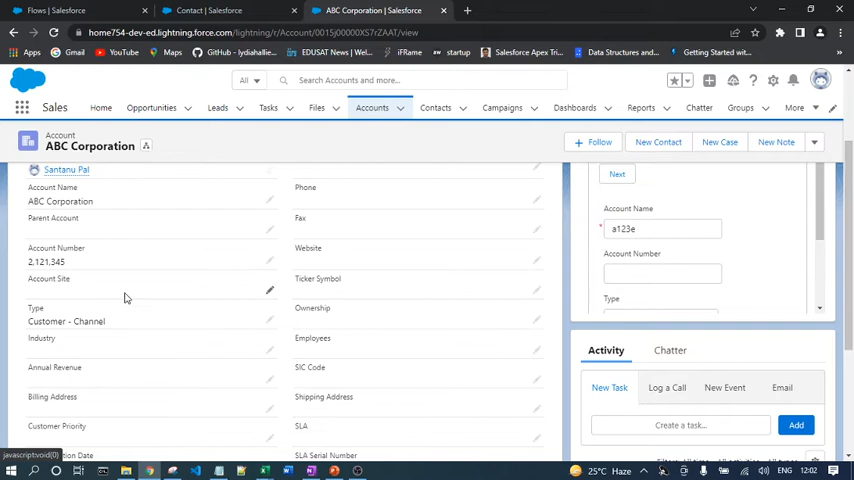 Flows | Salesforce
Contact | Salesforce
ABC Corporation | Salesforce
home754-dev-ed.lightning.force.com/lightning/r/Account/0015j00000XS7rZAAT/view
Apps
Gmail
YouTube
Maps
GitHub - lydiahallie...
EDUSAT News | Wel...
iFRame
startup
Salesforce Apex Trig...
Data Structures and...
Getting Started wit...
All
Search Accounts and more...
Sales
Home
Opportunities
Leads
Tasks
Files
Accounts
Contacts
Campaigns
Dashboards
Reports
Chatter
Groups
More
Account
ABC Corporation
+ Follow
New Contact
New Case
New Note
Santanu Pal
Account Name
ABC Corporation
Phone
Parent Account
Fax
Account Number
2,121,345
Website
Account Site
Ticker Symbol
Type
Customer - Channel
Ownership
Industry
Employees
Annual Revenue
SIC Code
Billing Address
Shipping Address
Customer Priority
SLA
SLA Serial Number
Next
Account Name
* a123e
Account Number
Type
Activity
Chatter
New Task
Log a Call
New Event
Email
Create a task...
Add
javascript:void(0)
25°C Haze
ENG
12:02